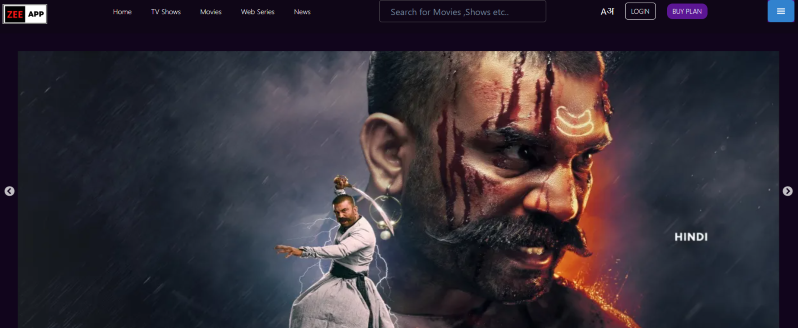 ZEE APP
Home TV Shows Movies Web Series News
Search for Movies ,Shows etc..
Aअ
LOGIN
BUY PLAN
HINDI